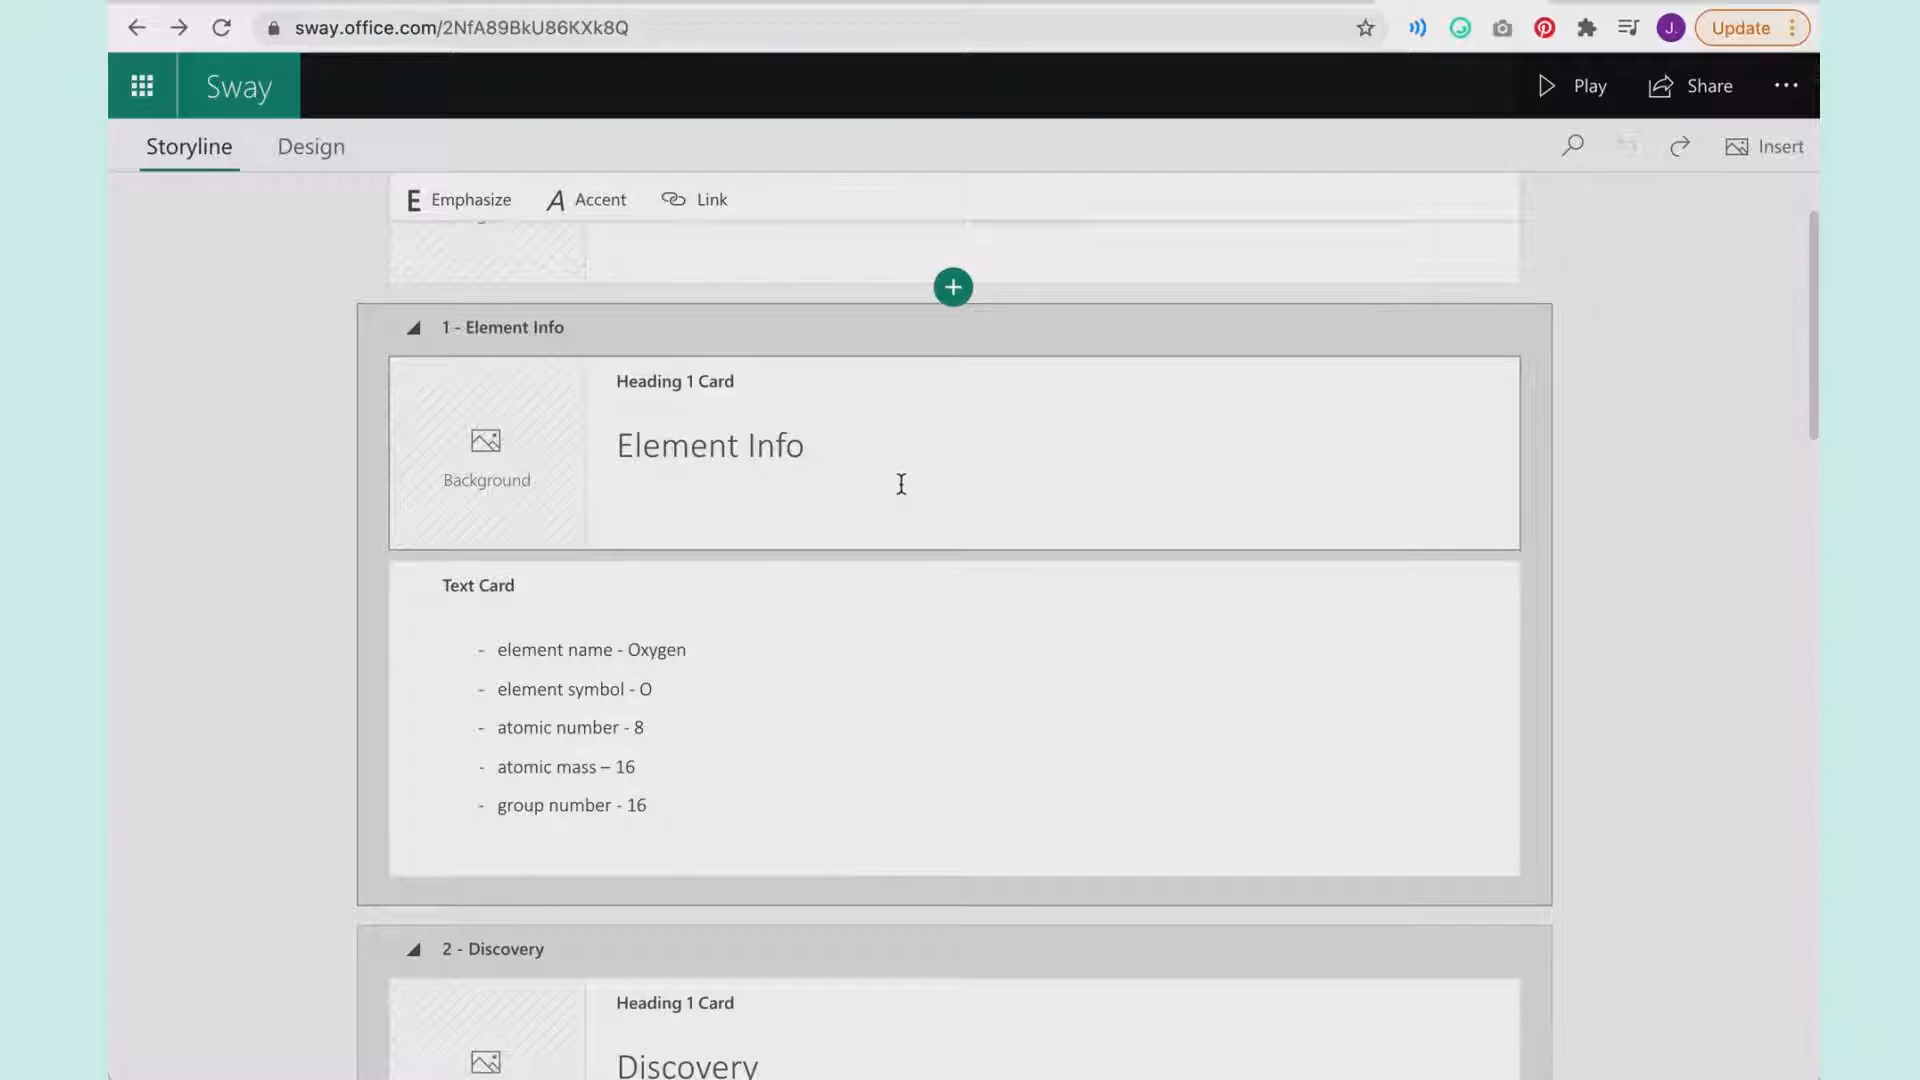 sway.office.com/2NfA89BkU86KXk8Q
J.
Update
Sway
Play
Share
Storyline
Design
Insert
E Emphasize
A Accent
Link
1 - Element Info
Heading 1 Card
Element Info
Background
Text Card
- element name - Oxygen
- element symbol - O
- atomic number - 8
- atomic mass – 16
- group number - 16
2 - Discovery
Heading 1 Card
Discovery